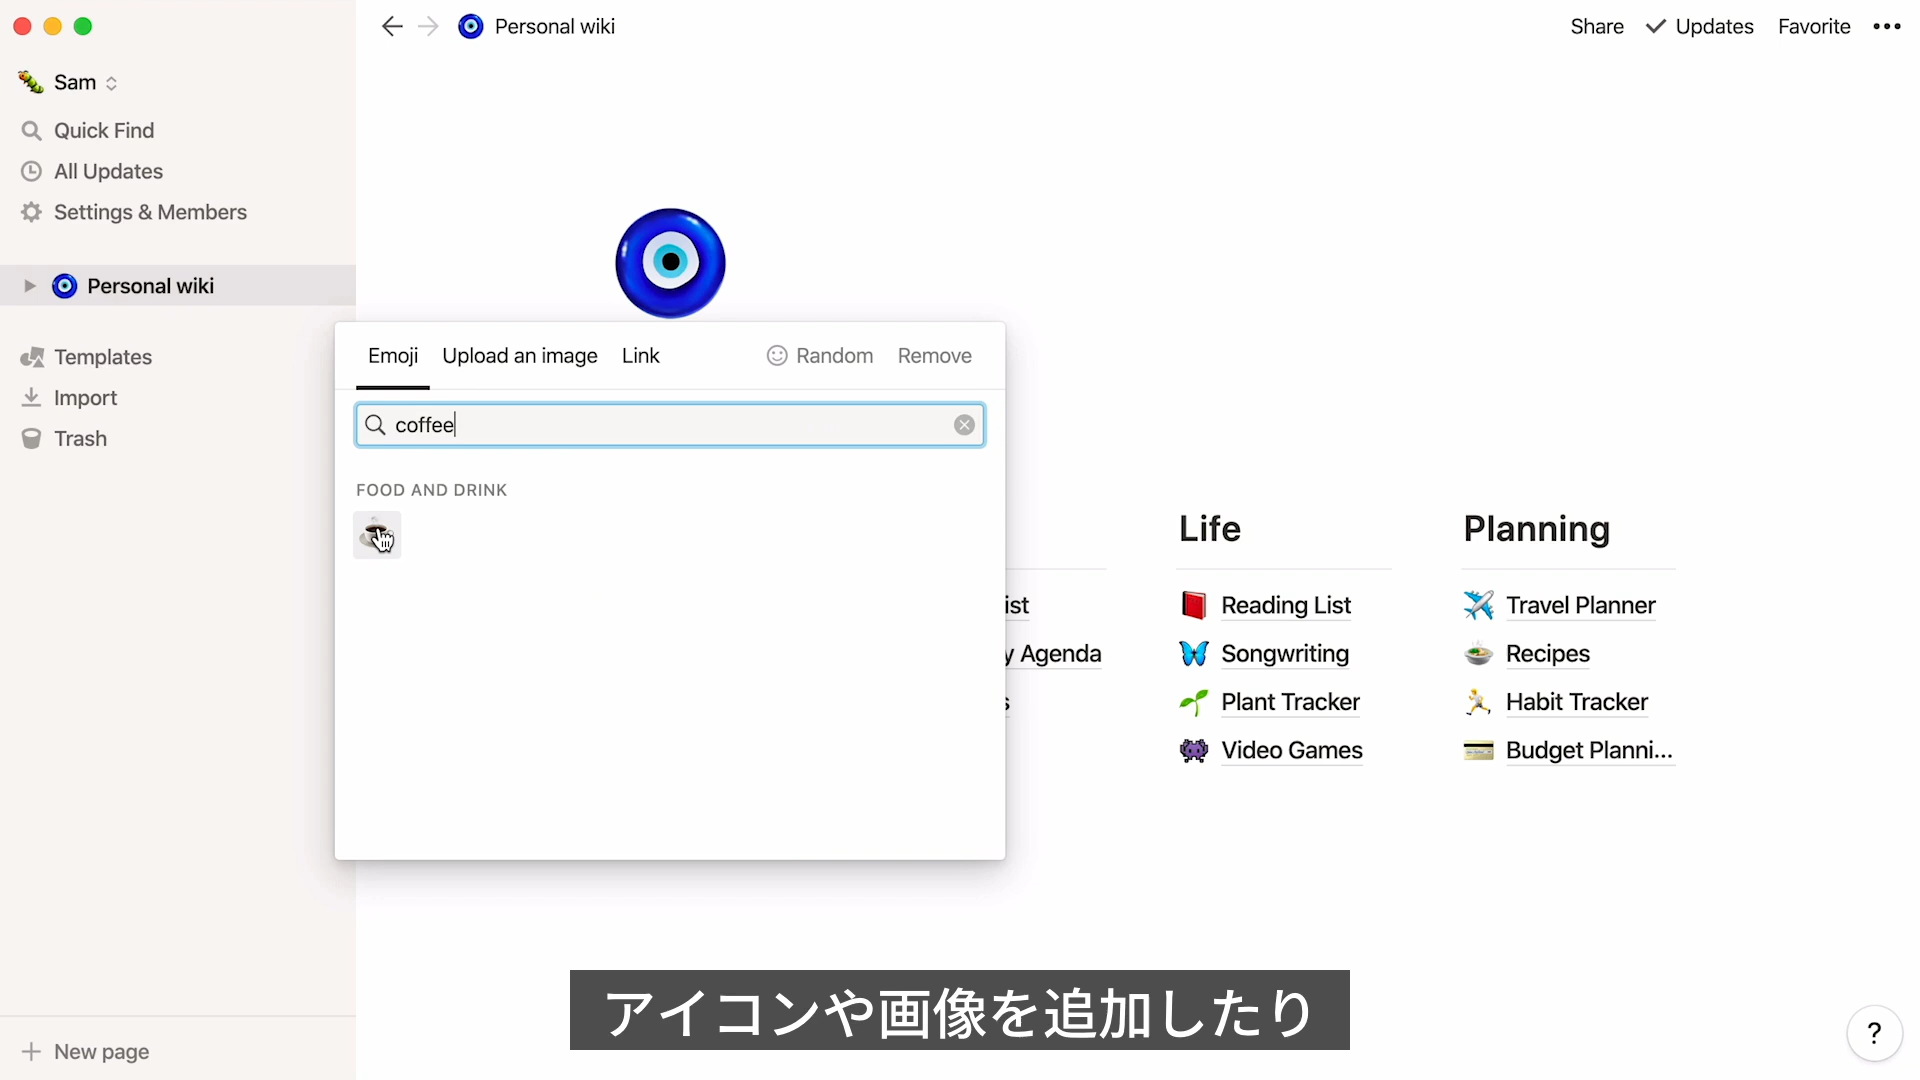 Personal wiki
Share
Updates
Favorite
Sam
Quick Find
All Updates
Settings & Members
Personal wiki
Templates
Import
Trash
Emoji
Upload an image
Link
Random
Remove
coffee
FOOD AND DRINK
ist
y Agenda
s
Life
Reading List
Songwriting
Plant Tracker
Video Games
Planning
Travel Planner
Recipes
Habit Tracker
Budget Planni...
アイコンや画像を追加したり
New page
?